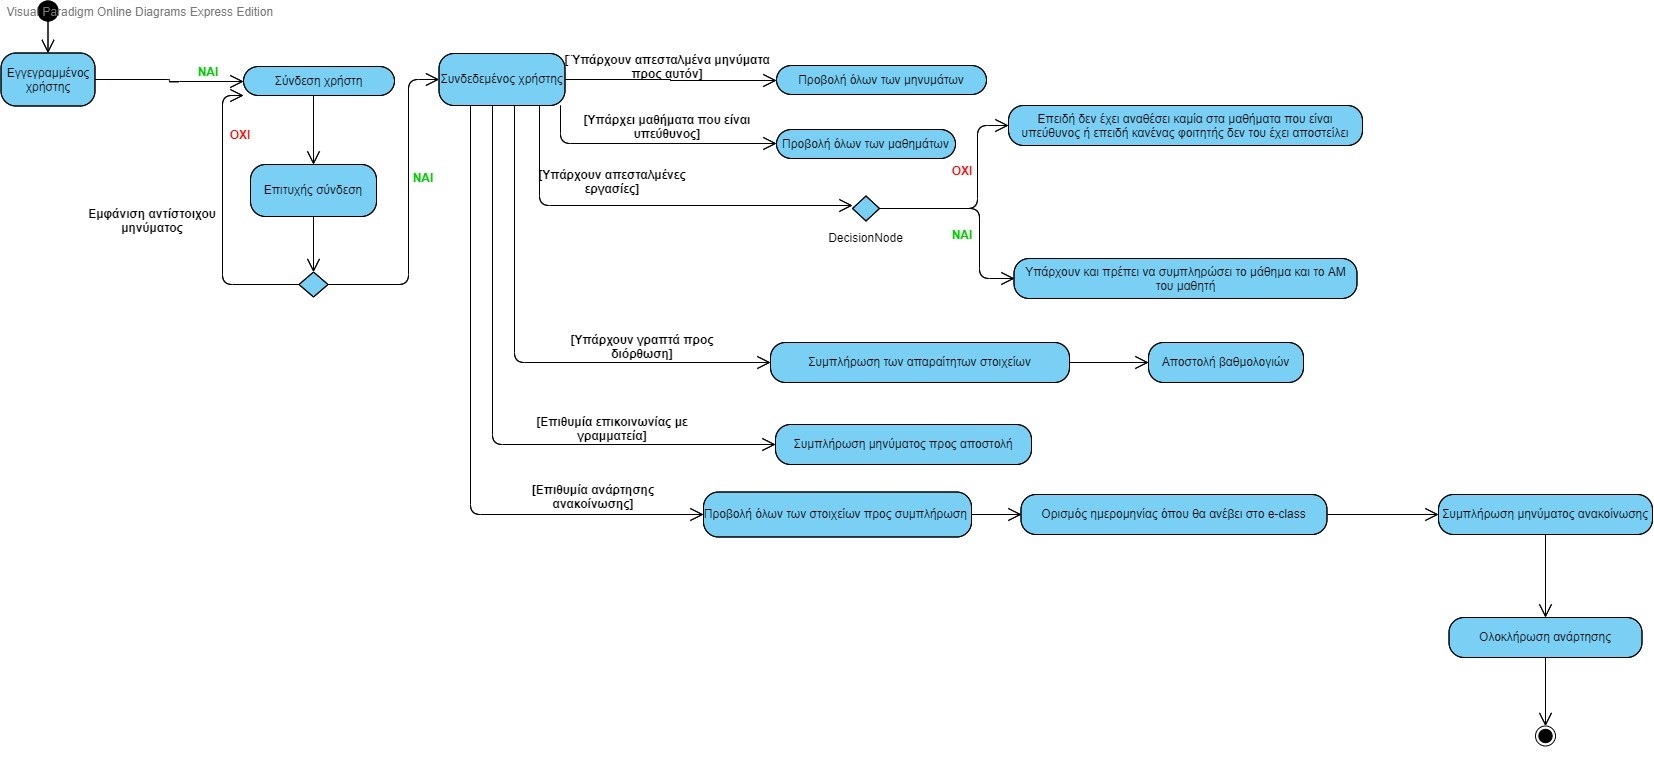 Visual Paradigm Online Diagrams Express Edition
Εγγεγραμμένος
χρήστης
ΝΑΙ
Σύνδεση χρήστη
ΟΧΙ
Επιτυχής σύνδεση
Εμφάνιση αντίστοιχου
μηνύματος
ΝΑΙ
Συνδεδεμένος χρήστης
[Ύπάρχουν απεσταλμένα μηνύματα
προς αυτόν]
Προβολή όλων των μηνυμάτων
[Ύπάρχει μαθήματα που είναι
υπεύθυνος]
Προβολή όλων των μαθημάτων
[Ύπάρχουν απεσταλμένες
εργασίες]
DecisionNode
ΟΧΙ
Επειδή δεν έχει αναθέσει καμία στα μαθήματα που είναι
υπεύθυνος ή επειδή κανένας φοιτητής δεν του έχει αποστείλει
ΝΑΙ
Υπάρχουν και πρέπει να συμπληρώσει το μάθημα και το ΑΜ
του μαθητή
[Υπάρχουν γραπτά προς
διόρθωση]
Συμπλήρωση των απαραίτητων στοιχείων
Αποστολή βαθμολογιών
[Επιθυμία επικοινωνίας με
γραμματεία]
Συμπλήρωση μηνύματος προς αποστολή
[Επιθυμία ανάρτησης
ανακοίνωσης]
Προβολή όλων των στοιχείων προς συμπλήρωση
Ορισμός ημερομηνίας όπου θα ανέβει στο e-class
Συμπλήρωση μηνύματος ανακοίνωσης
Ολοκλήρωση ανάρτησης